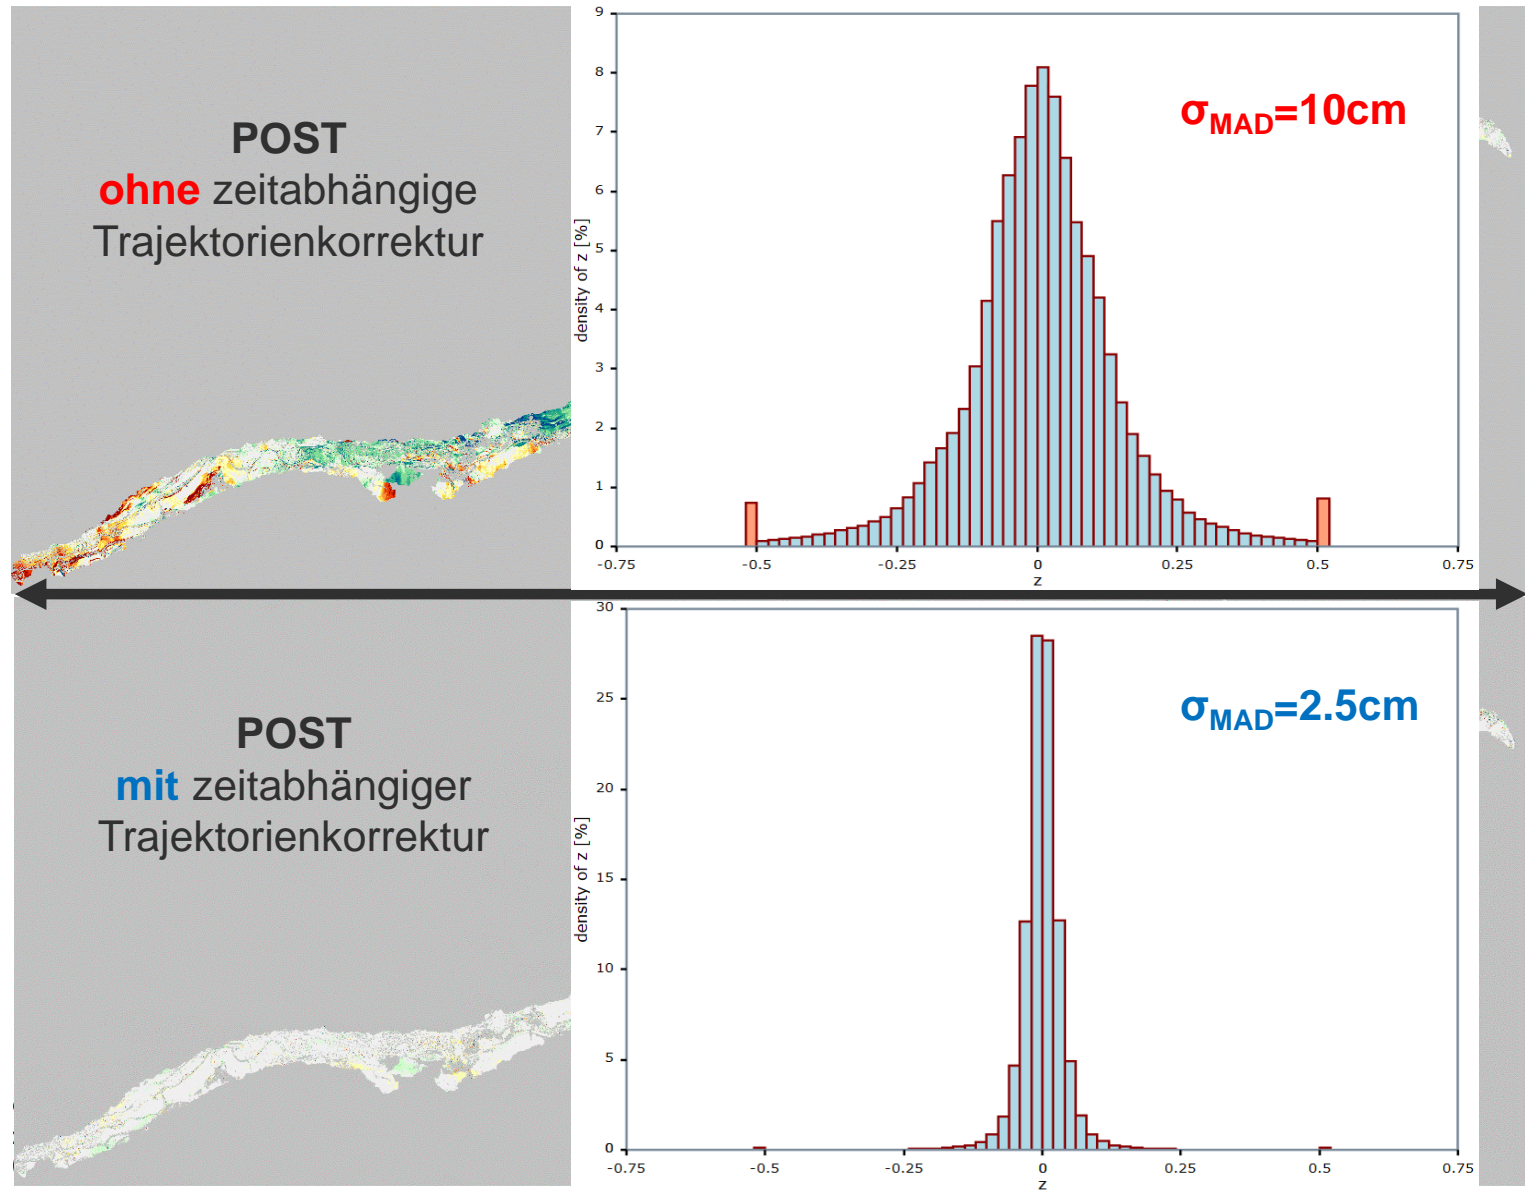 POST
ohne zeitabhängige
Trajektorienkorrektur
σMAD=10cm
density of z [%]
9
8
7
6
5
4
3
2
1
0
-0.75
-0.5
-0.25
0
0.25
0.5
0.75
z
POST
mit zeitabhängiger
Trajektorienkorrektur
σMAD=2.5cm
density of z [%]
30
25
20
15
10
5
0
-0.75
-0.5
-0.25
0
0.25
0.5
0.75
z